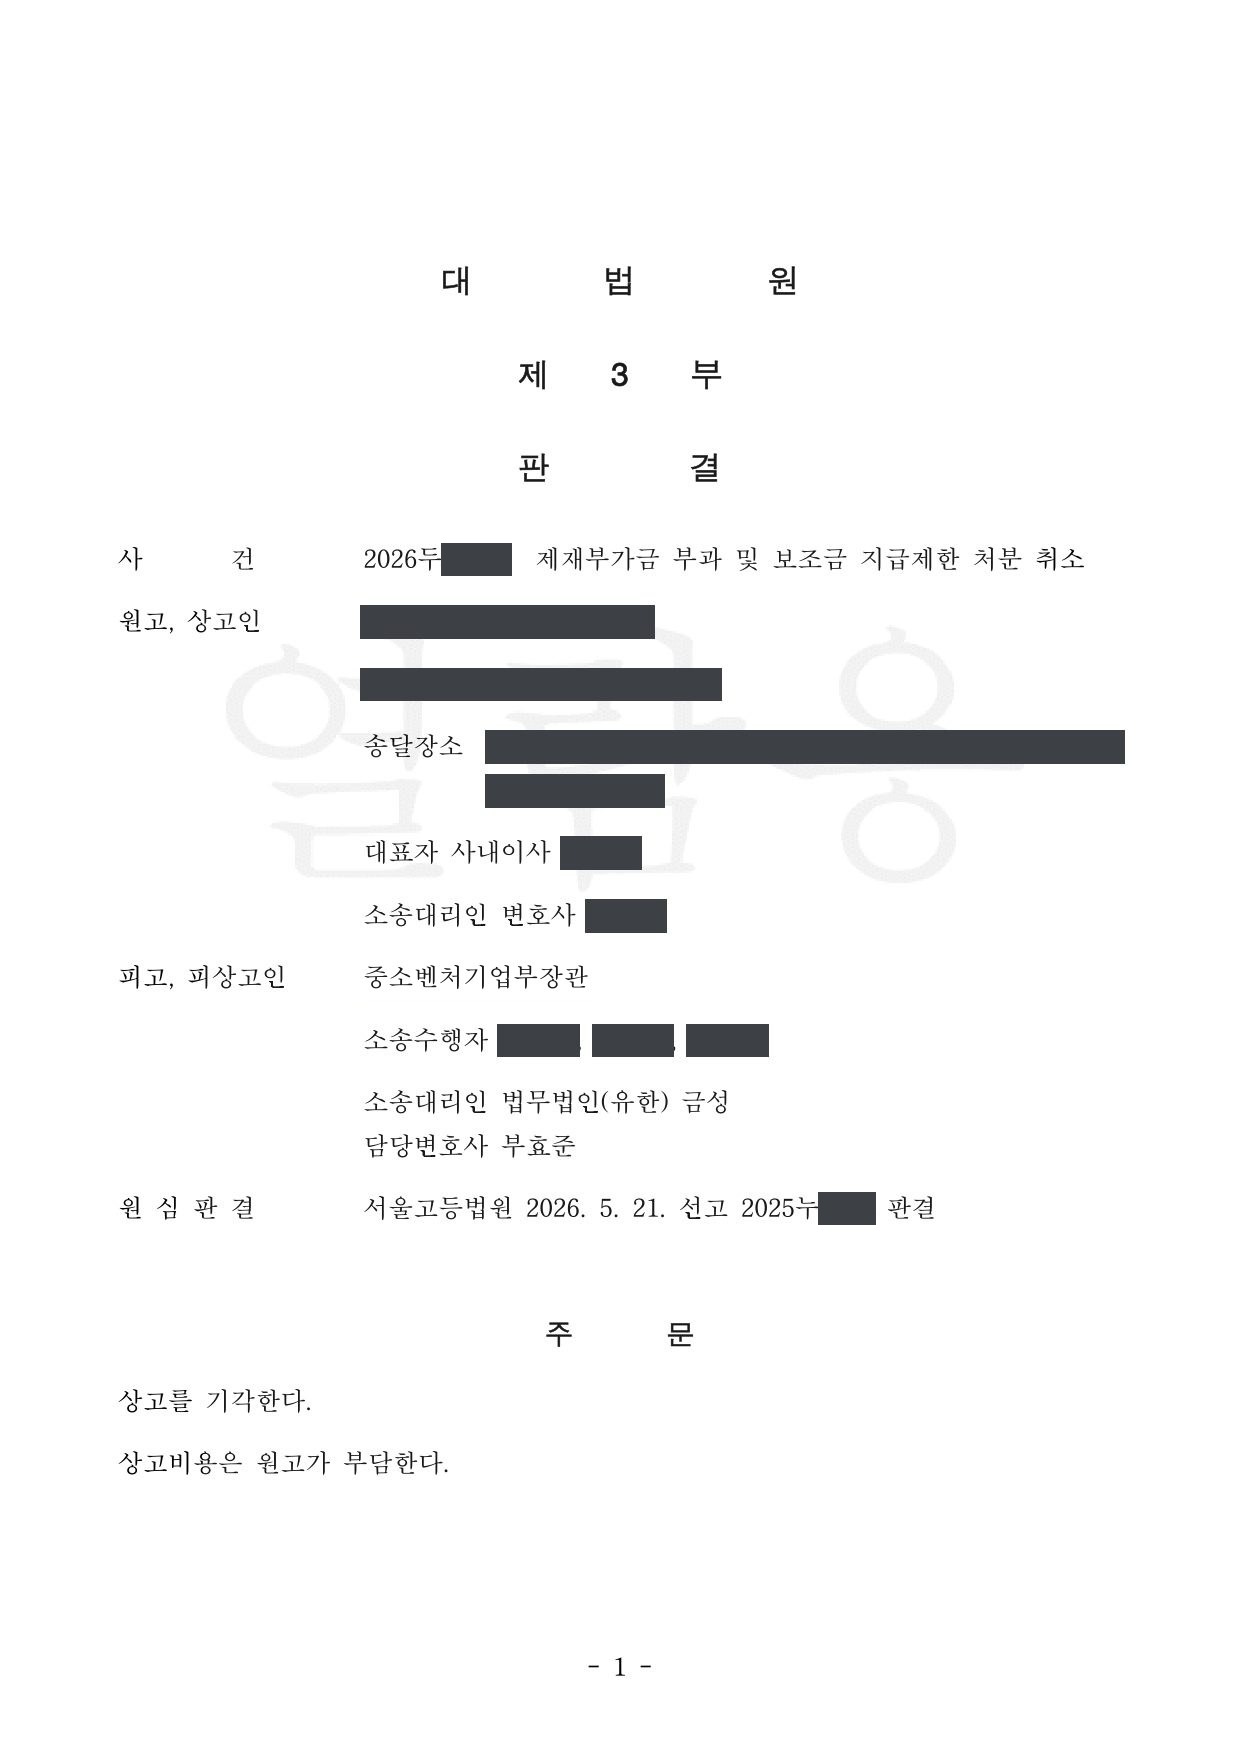 대 법 원
제 3 부
판 결
사 건 2026두 제재부가금 부과 및 보조금 지급제한 처분 취소
원고, 상고인
열람용
송달장소
대표자 사내이사
소송대리인 변호사
피고, 피상고인 중소벤처기업부장관
소송수행자 , ,
소송대리인 법무법인(유한) 금성
담당변호사 부효준
원 심 판 결 서울고등법원 2026. 5. 21. 선고 2025누 판결
주 문
상고를 기각한다.
상고비용은 원고가 부담한다.
- 1 -